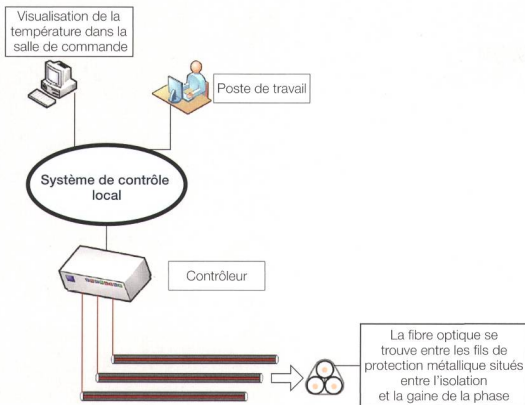 Visualisation de la
température dans la
salle de commande
Poste de travail
Système de contrôle
local
Contrôleur
La fibre optique se
trouve entre les fils de
protection métallique situés
entre l'isolation
et la gaine de la phase